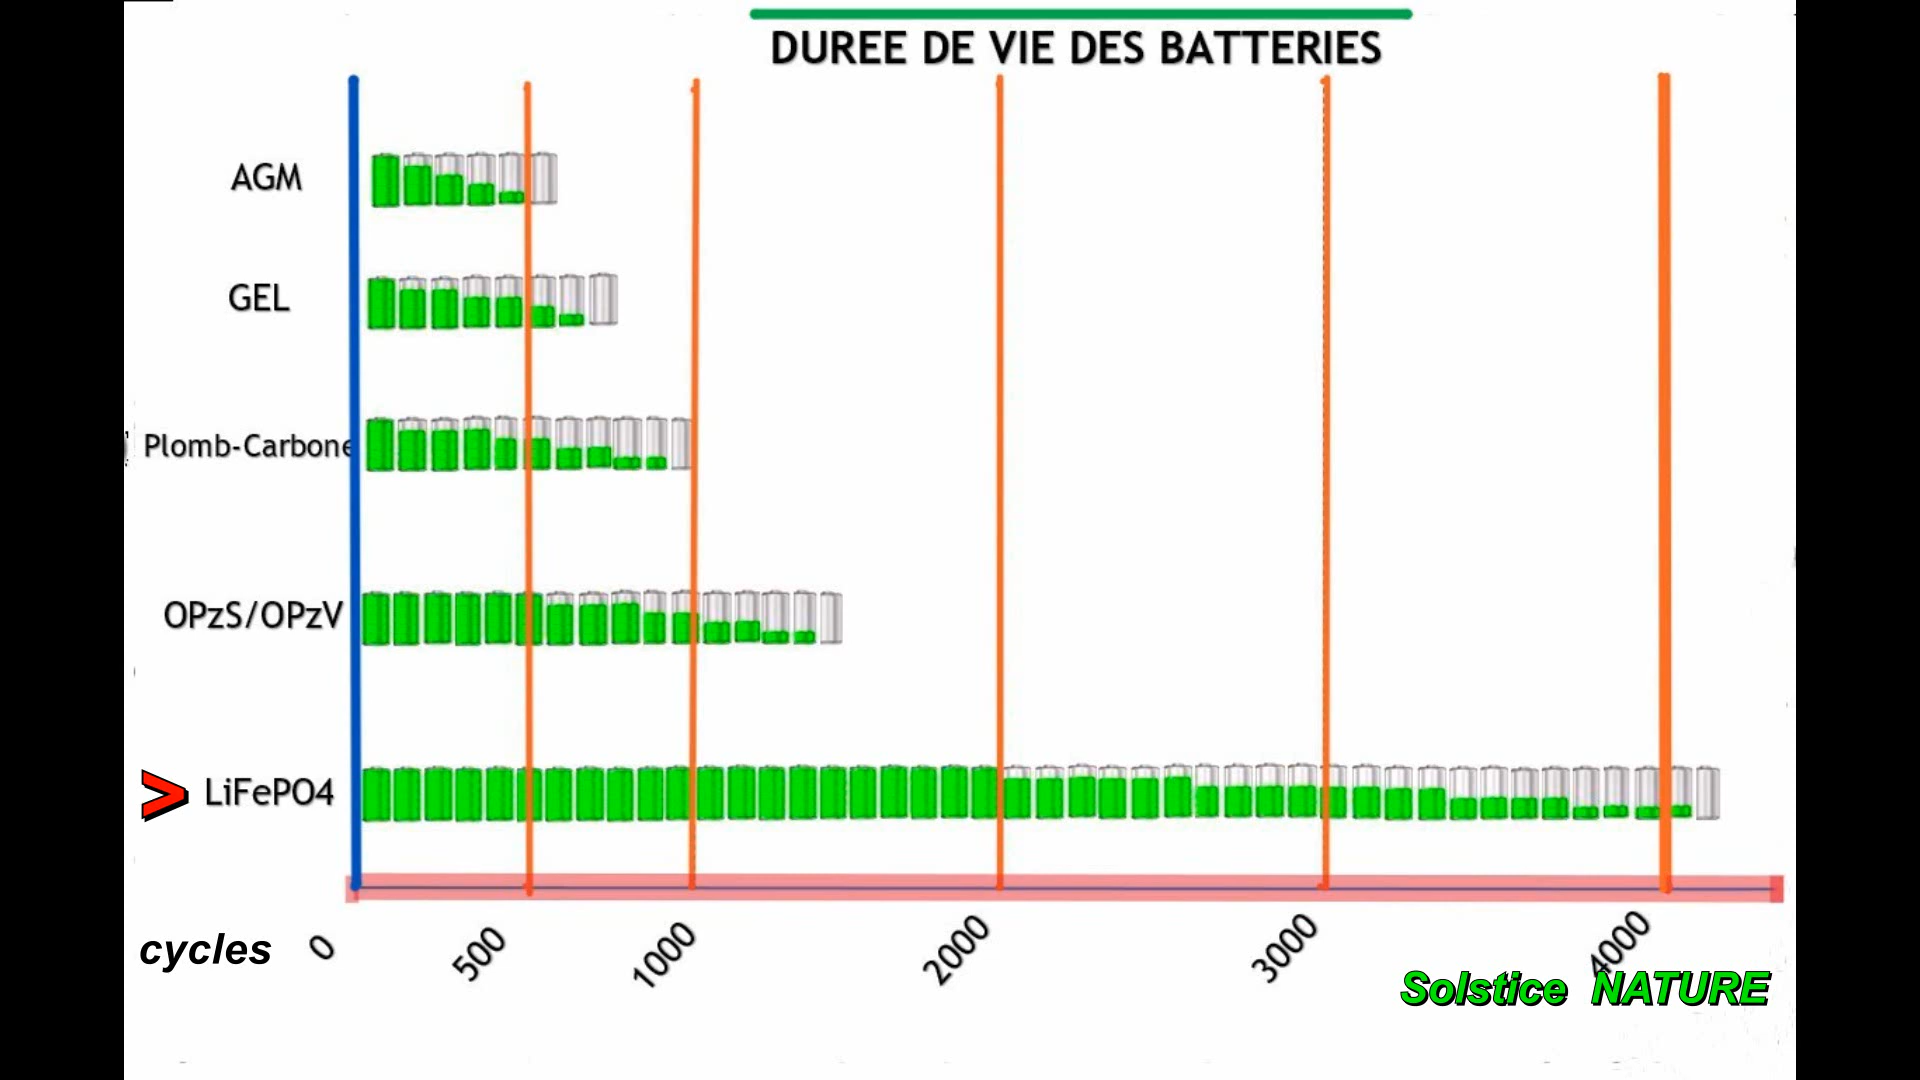 DUREE DE VIE DES BATTERIES
AGM
GEL
Plomb-Carbone
OPzS/OPzV
> LiFePO4
cycles 0 500 1000 2000 3000 4000
Solstice NATURE